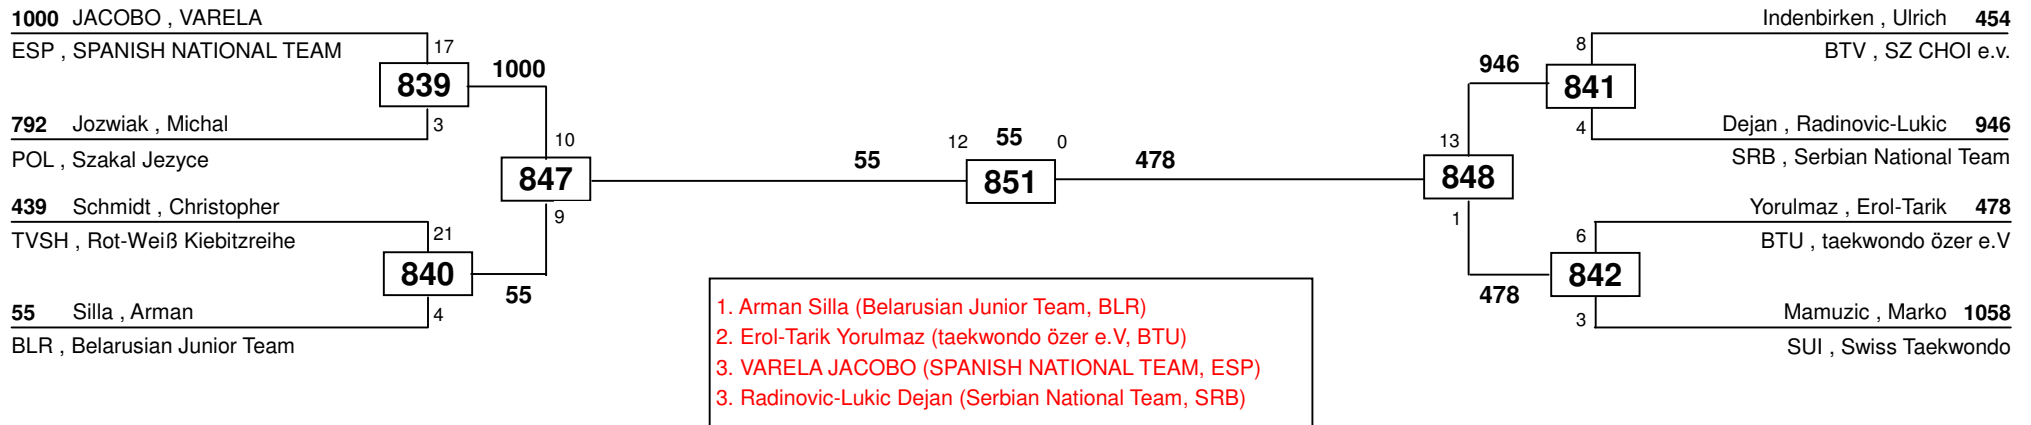 1000 JACOBO , VARELA
ESP , SPANISH NATIONAL TEAM
17
839
1000
3
792 Jozwiak , Michal
POL , Szakal Jezyce
10
847
9
439 Schmidt , Christopher
TVSH , Rot-Weiß Kiebitzreihe
21
840
55
4
55 Silla , Arman
BLR , Belarusian Junior Team
55
12 55 0
851
478
Indenbirken , Ulrich 454
BTV , SZ CHOI e.v.
8
946
841
4
Dejan , Radinovic-Lukic 946
SRB , Serbian National Team
13
848
1
Yorulmaz , Erol-Tarik 478
BTU , taekwondo özer e.V
6
842
478
3
Mamuzic , Marko 1058
SUI , Swiss Taekwondo
1. Arman Silla (Belarusian Junior Team, BLR)
2. Erol-Tarik Yorulmaz (taekwondo özer e.V, BTU)
3. VARELA JACOBO (SPANISH NATIONAL TEAM, ESP)
3. Radinovic-Lukic Dejan (Serbian National Team, SRB)